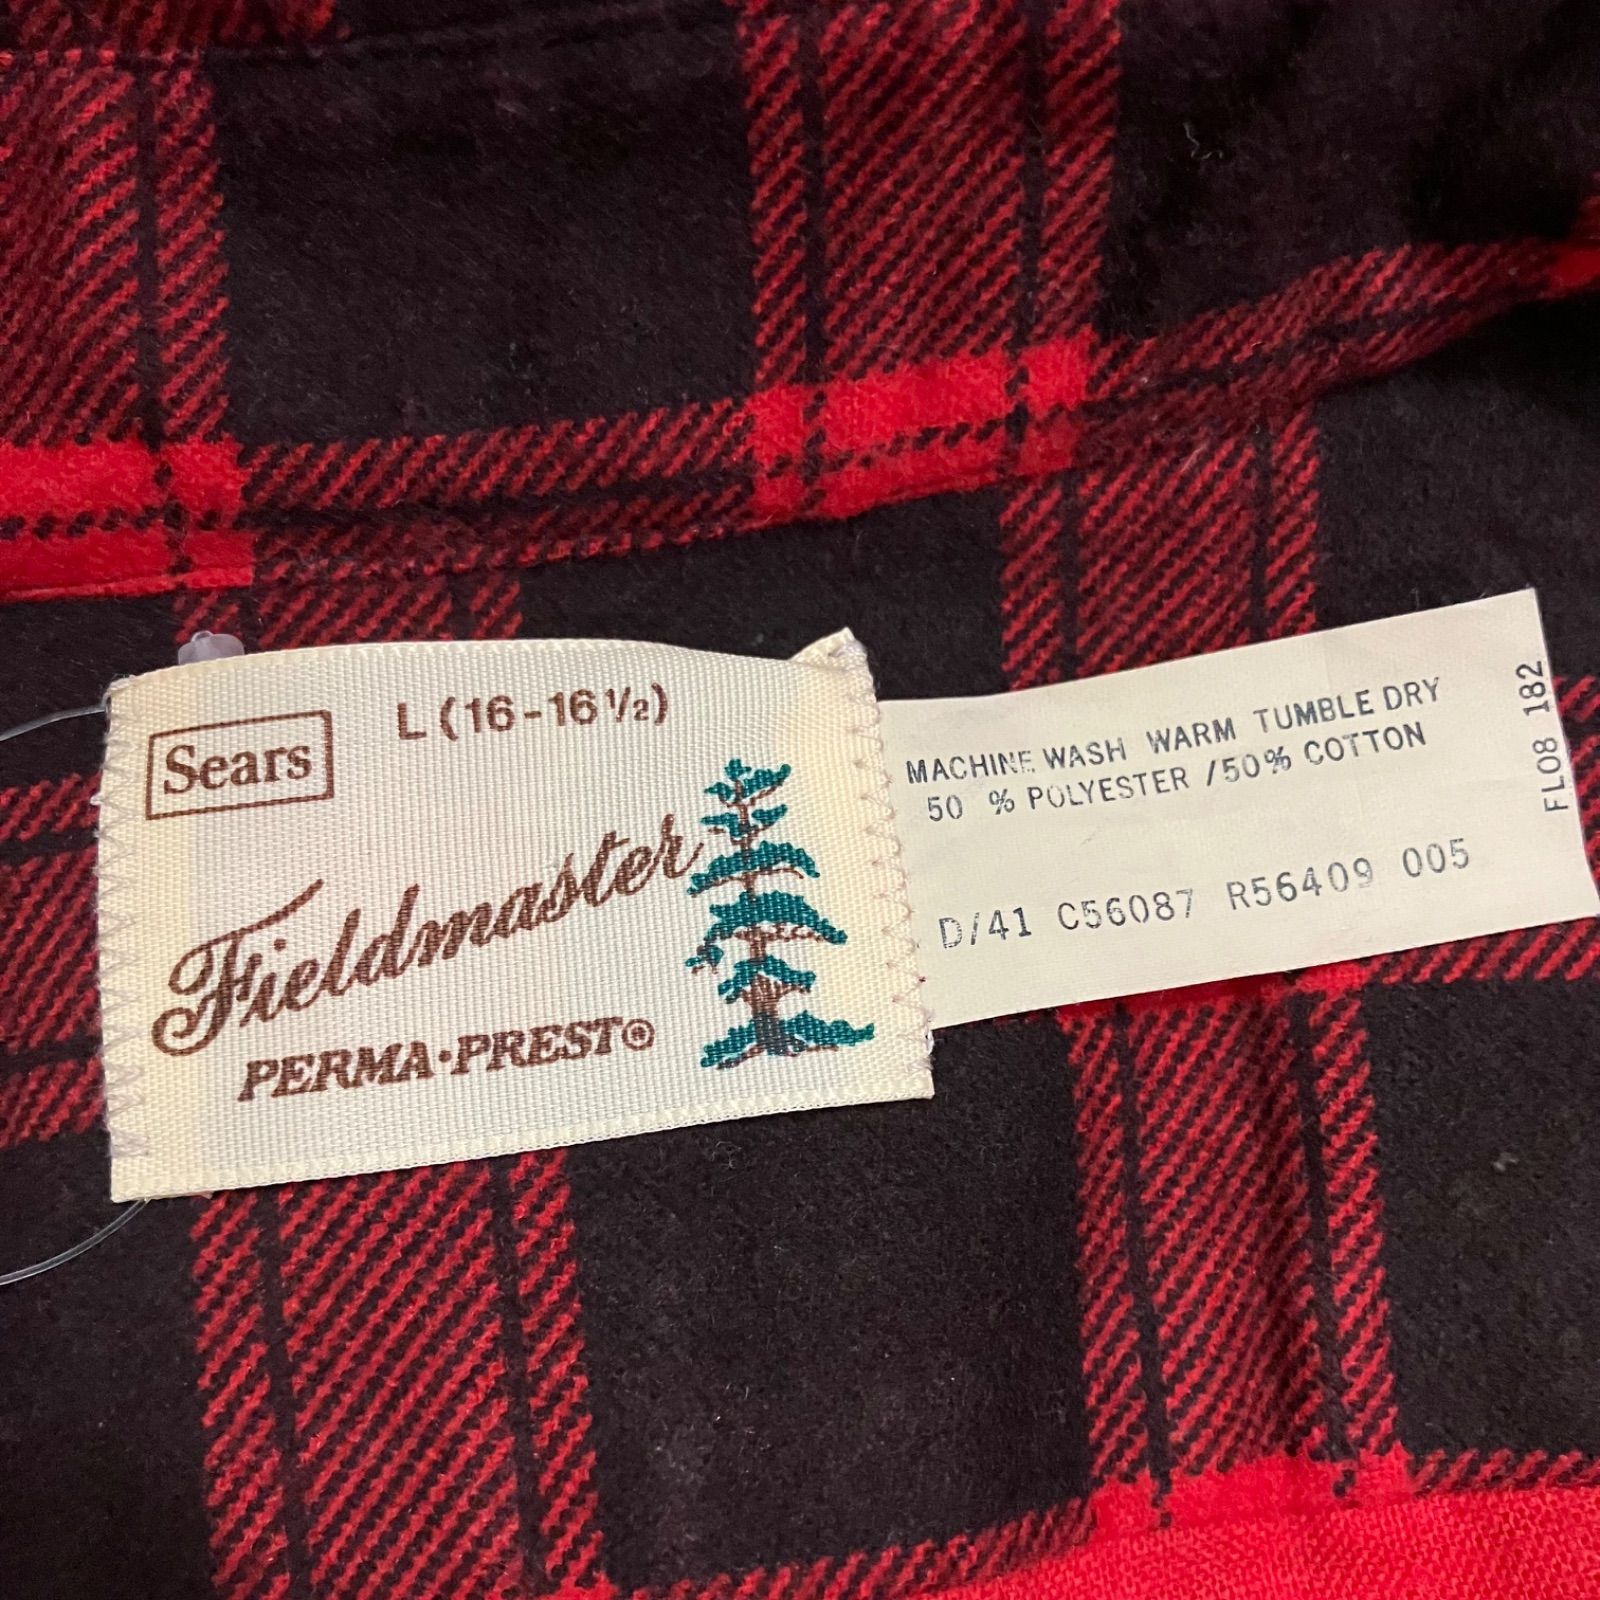 L (16-16½)
Sears
Fieldmaster
PERMA·PREST®
MACHINE WASH WARM TUMBLE DRY
50 % POLYESTER /50% COTTON
D/41 C56087 R56409 005
FL08 182